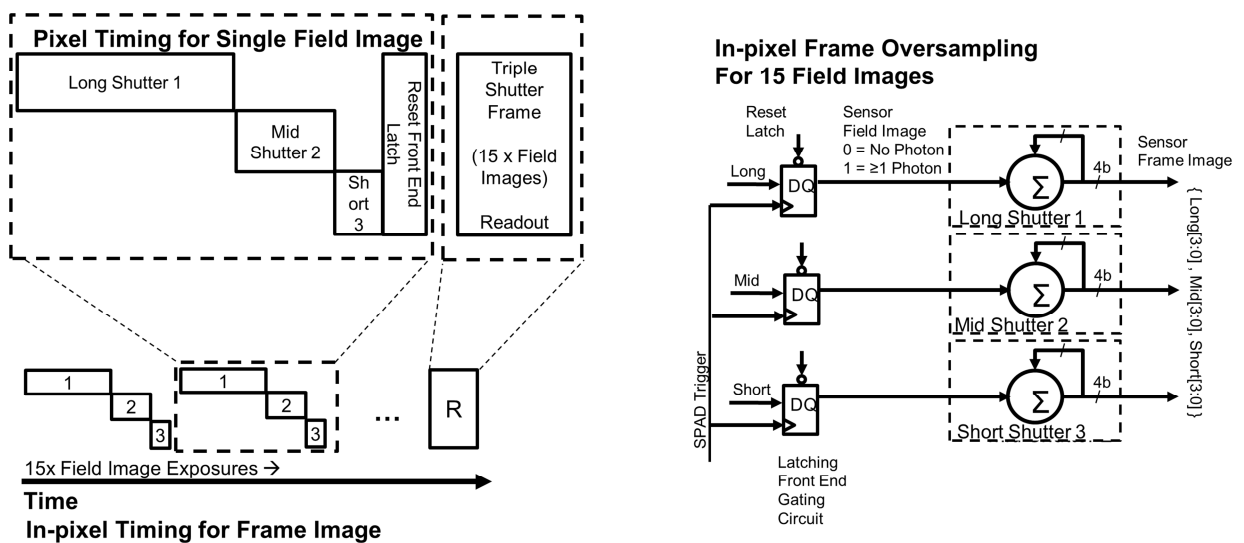 Pixel Timing for Single Field Image
Long Shutter 1
Mid
Shutter 2
Sh
ort
3
Reset Front End
Latch
Triple
Shutter
Frame
(15 x Field
Images)
Readout
1
2
3
1
2
3
...
R
15x Field Image Exposures →
Time
In-pixel Timing for Frame Image
In-pixel Frame Oversampling
For 15 Field Images
Reset
Latch
Sensor
Field Image
0 = No Photon
1 = ≥1 Photon
Sensor
Frame Image
Long
DQ
Σ
4b
Long Shutter 1
Mid
DQ
Σ
4b
Mid Shutter 2
Short
DQ
Σ
4b
Short Shutter 3
SPAD Trigger
{ Long[3:0] , Mid[3:0], Short[3:0] }
Latching
Front End
Gating
Circuit